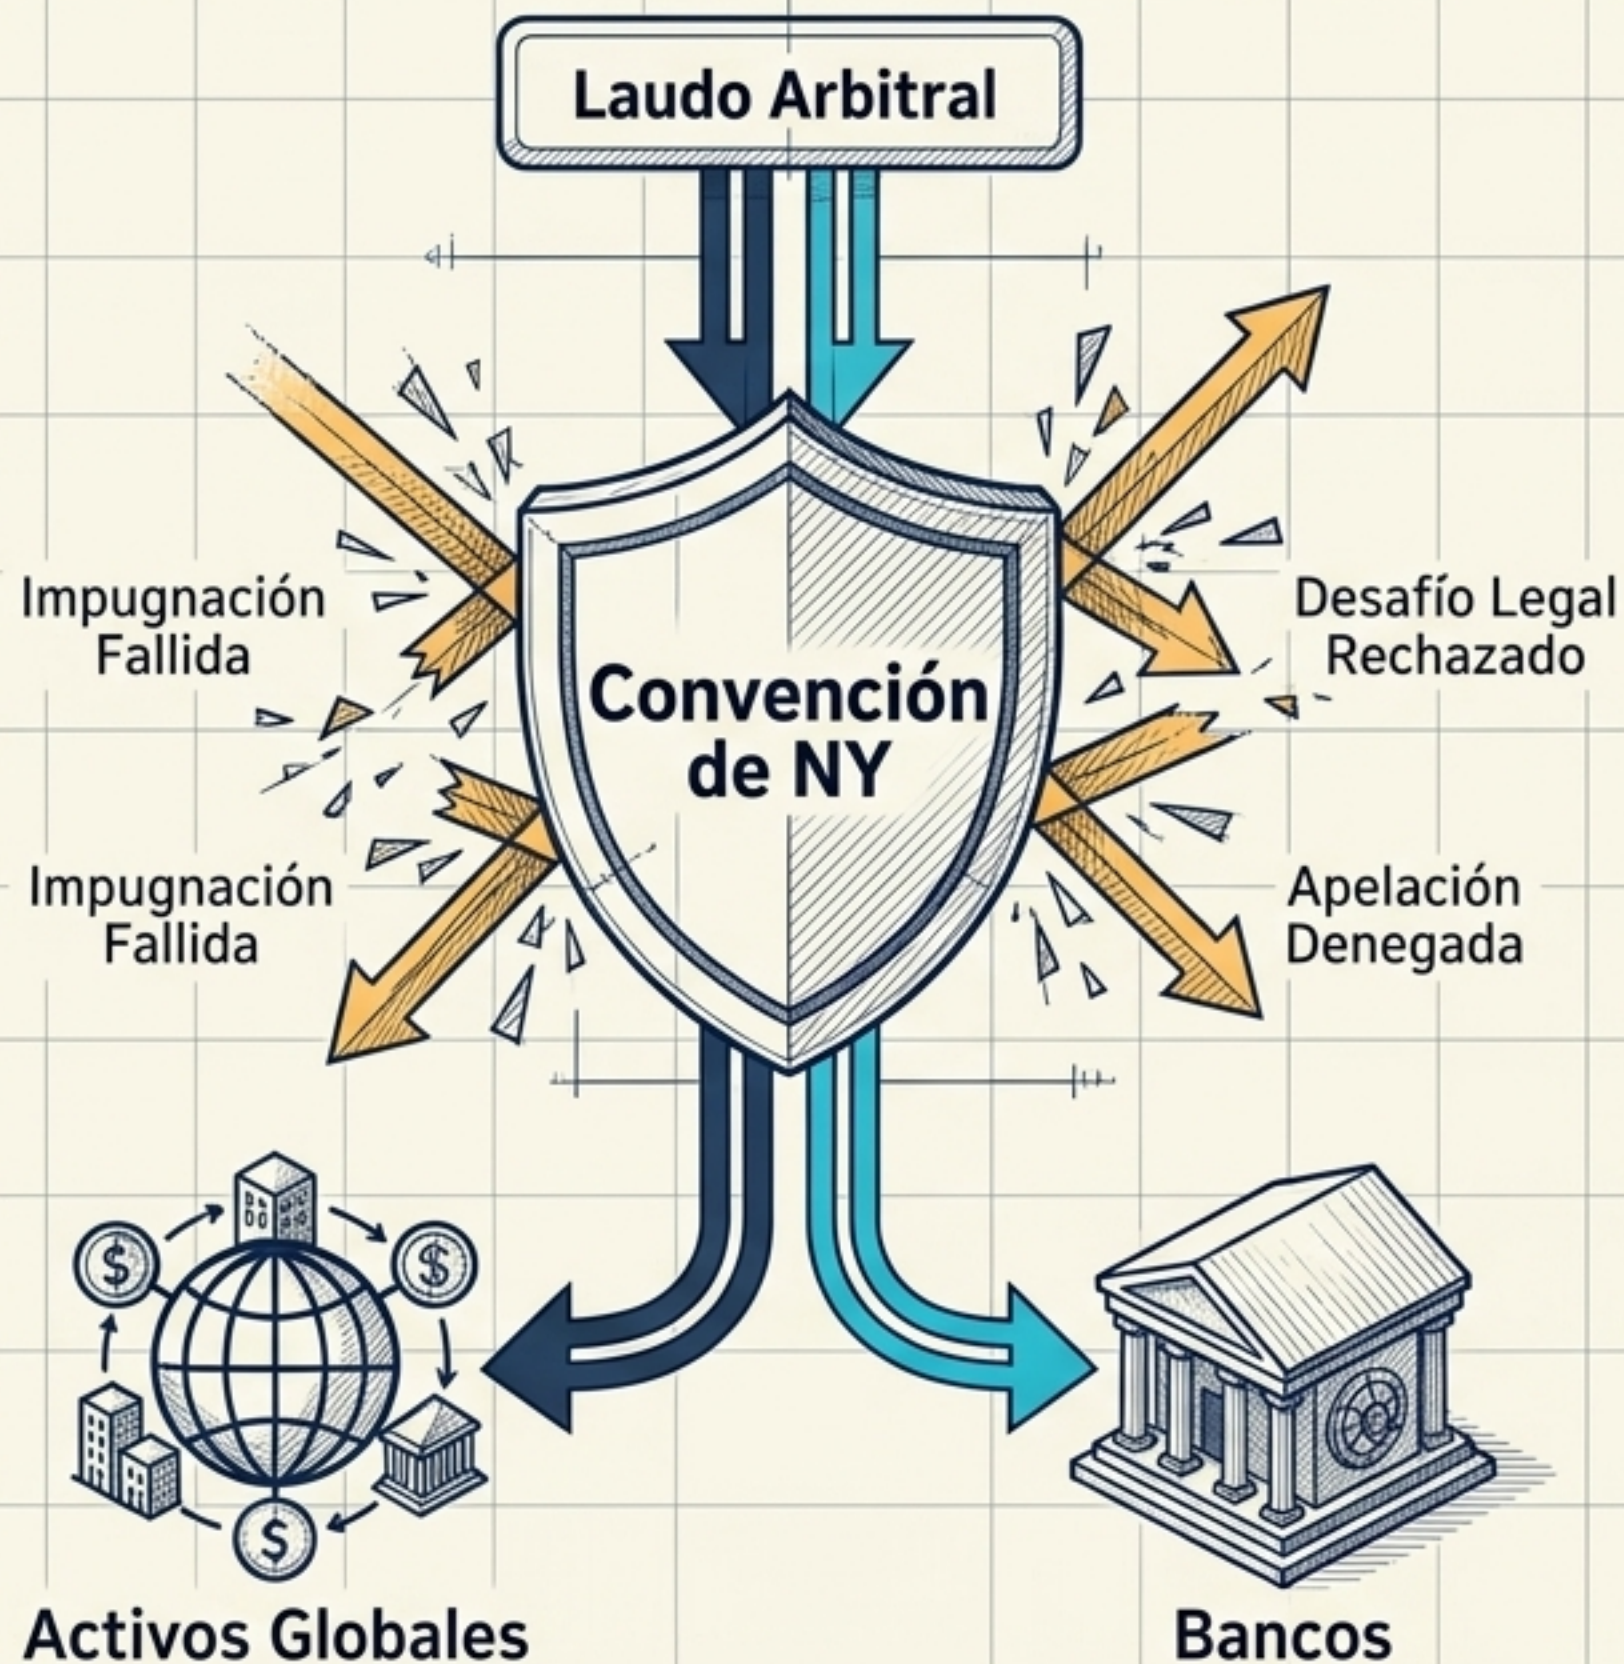 Laudo Arbitral
Impugnación
Fallida
Desafío Legal
Rechazado
Convención
de NY
Impugnación
Fallida
Apelación
Denegada
$
$
$
Activos Globales
Bancos